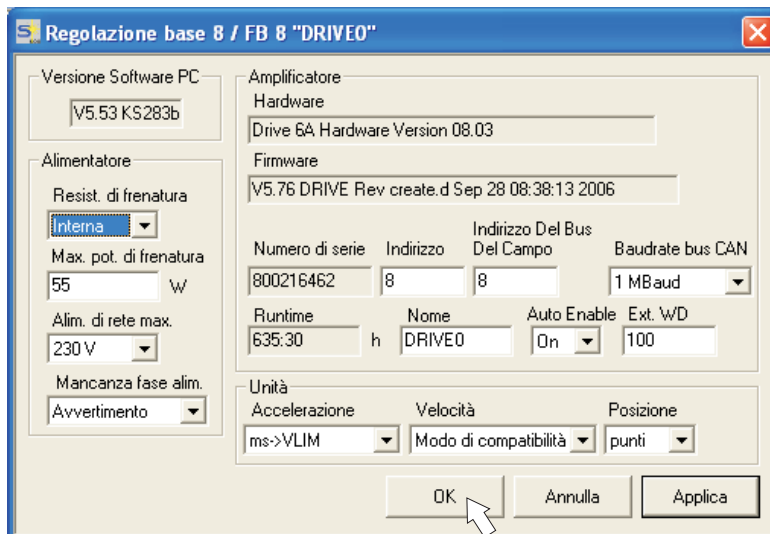 Regolazione base 8 / FB 8 "DRIVE0"
Versione Software PC
V5.53 KS283b
Alimentatore
Resist. di frenatura
Interna
Max. pot. di frenatura
55 W
Alim. di rete max.
230 V
Mancanza fase alim.
Avvertimento
Amplificatore
Hardware
Drive 6A Hardware Version 08.03
Firmware
V5.76 DRIVE Rev create.d Sep 28 08:38:13 2006
Numero di serie
800216462
Indirizzo
8
Indirizzo Del Bus
Del Campo
8
Baudrate bus CAN
1 MBaud
Runtime
635:30 h
Nome
DRIVE0
Auto Enable
On
Ext. WD
100
Unità
Accelerazione
ms->VLIM
Velocità
Modo di compatibilità
Posizione
punti
OK
Annulla
Applica